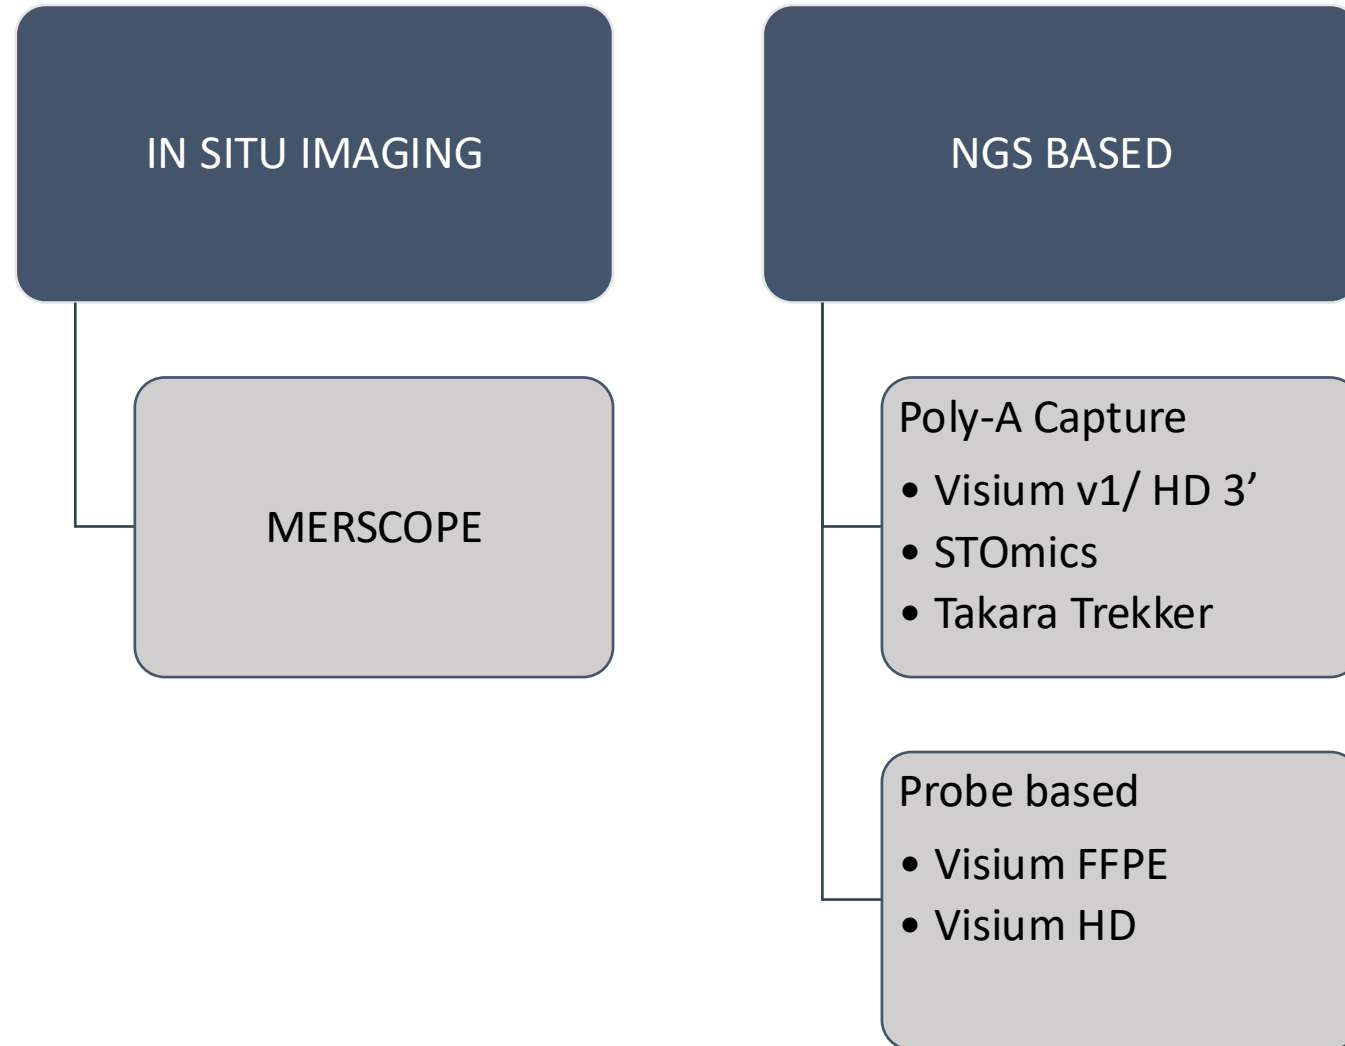 IN SITU IMAGING
MERSCOPE
NGS BASED
Poly-A Capture
• Visium v1/ HD 3’
• STOmics
• Takara Trekker
Probe based
• Visium FFPE
• Visium HD